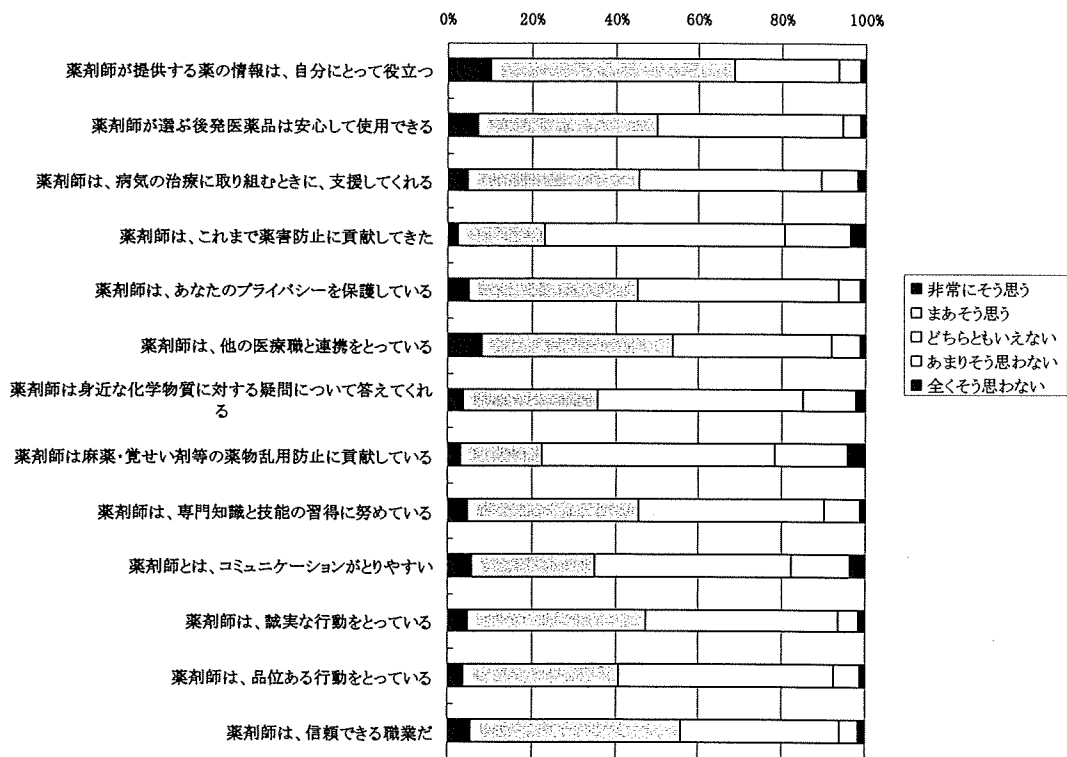 0% 20% 40% 60% 80% 100%
薬剤師が提供する薬の情報は、自分にとって役立つ
薬剤師が選ぶ後発医薬品は安心して使用できる
薬剤師は、病気の治療に取り組むときに、支援してくれる
薬剤師は、これまで薬害防止に貢献してきた
薬剤師は、あなたのプライバシーを保護している
薬剤師は、他の医療職と連携をとっている
薬剤師は身近な化学物質に対する疑問について答えてくれ
る
薬剤師は麻薬・覚せい剤等の薬物乱用防止に貢献している
薬剤師は、専門知識と技能の習得に努めている
薬剤師とは、コミュニケーションがとりやすい
薬剤師は、誠実な行動をとっている
薬剤師は、品位ある行動をとっている
薬剤師は、信頼できる職業だ
非常にそう思う
まあそう思う
どちらともいえない
あまりそう思わない
全くそう思わない